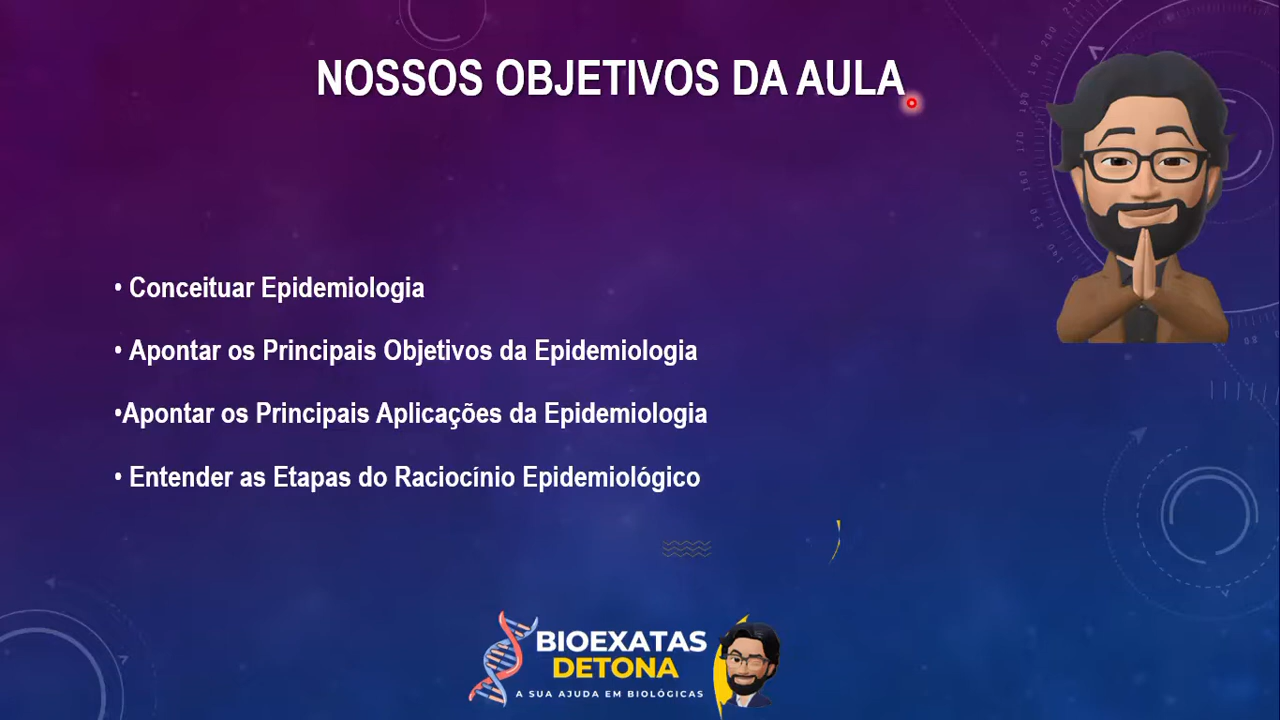 NOSSOS OBJETIVOS DA AULA
• Conceituar Epidemiologia
• Apontar os Principais Objetivos da Epidemiologia
•Apontar os Principais Aplicações da Epidemiologia
• Entender as Etapas do Raciocínio Epidemiológico
BIOEXATAS
DETONA
A SUA AJUDA EM BIOLÓGICAS